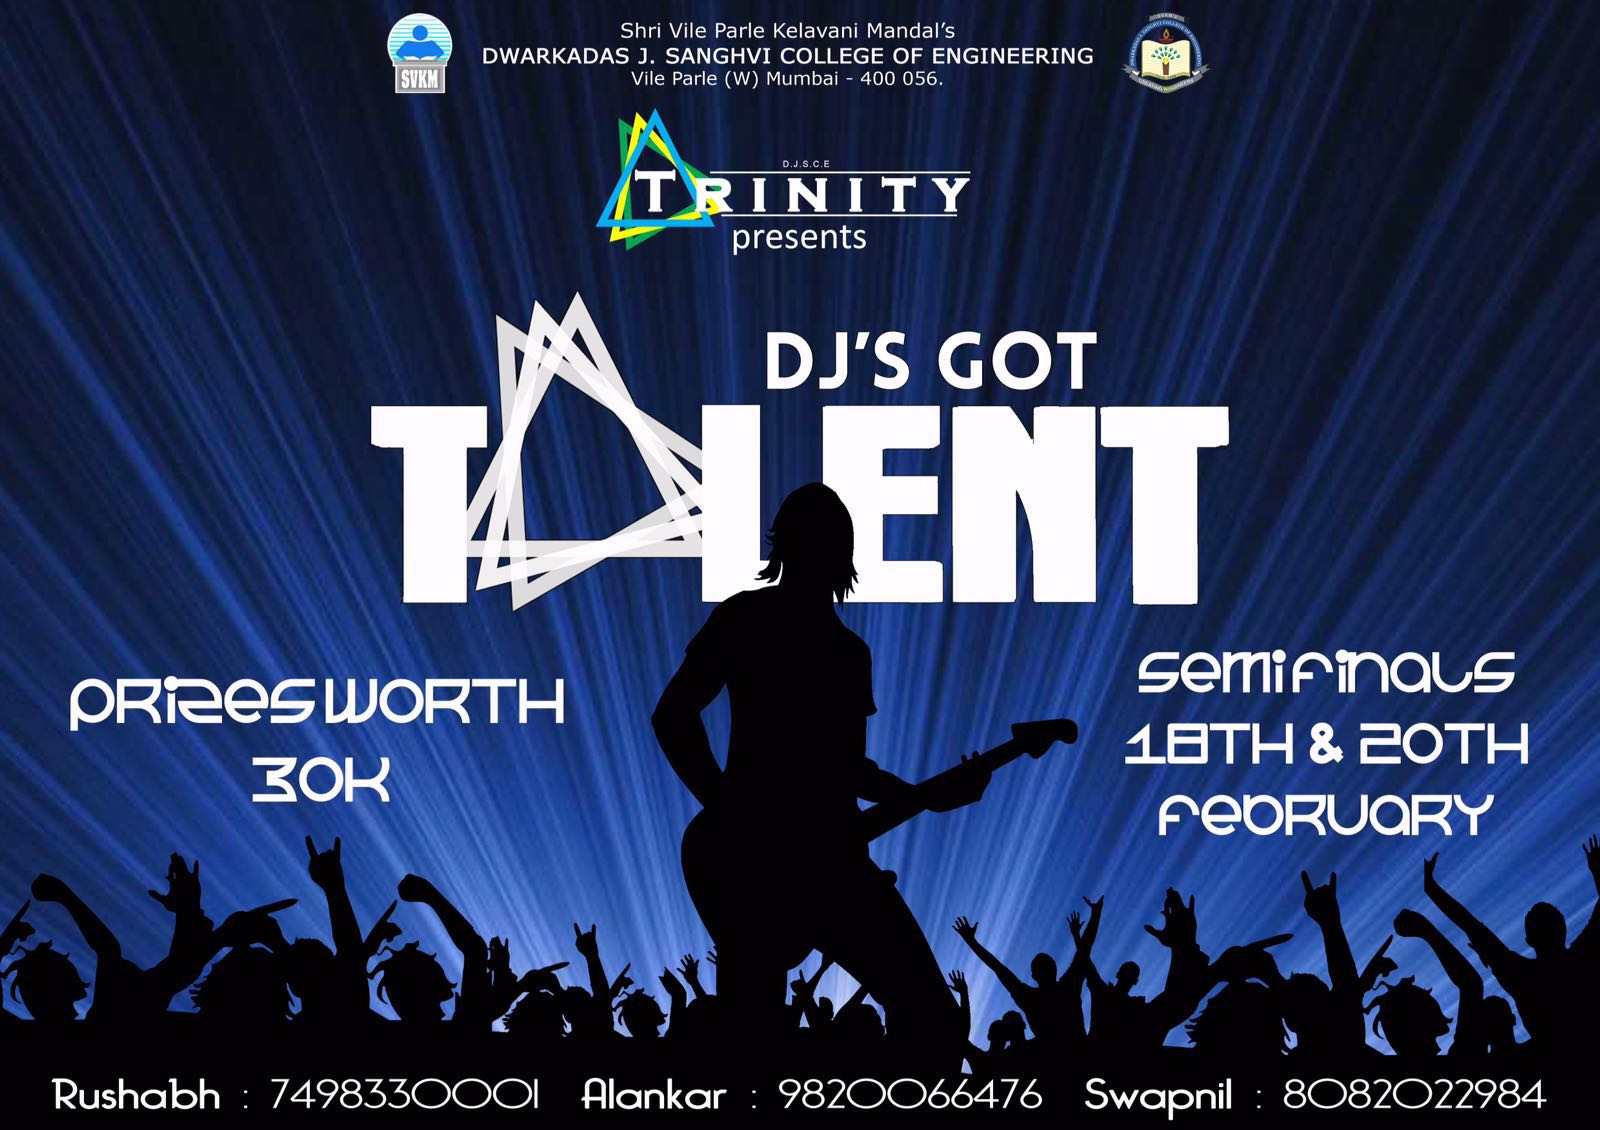 Shri Vile Parle Kelavani Mandal's
DWARKADAS J. SANGHVI COLLEGE OF ENGINEERING
Vile Parle (W) Mumbai - 400 056.
SVKM
D.J.S.C.E
TRINITY
presents
DJ'S GOT
TALENT
PRIZES WORTH
30K
SEMIFINALS
18TH & 20TH
FEBRUARY
Rushabh : 7498330001 Alankar : 9820066476 Swapnil : 8082022984